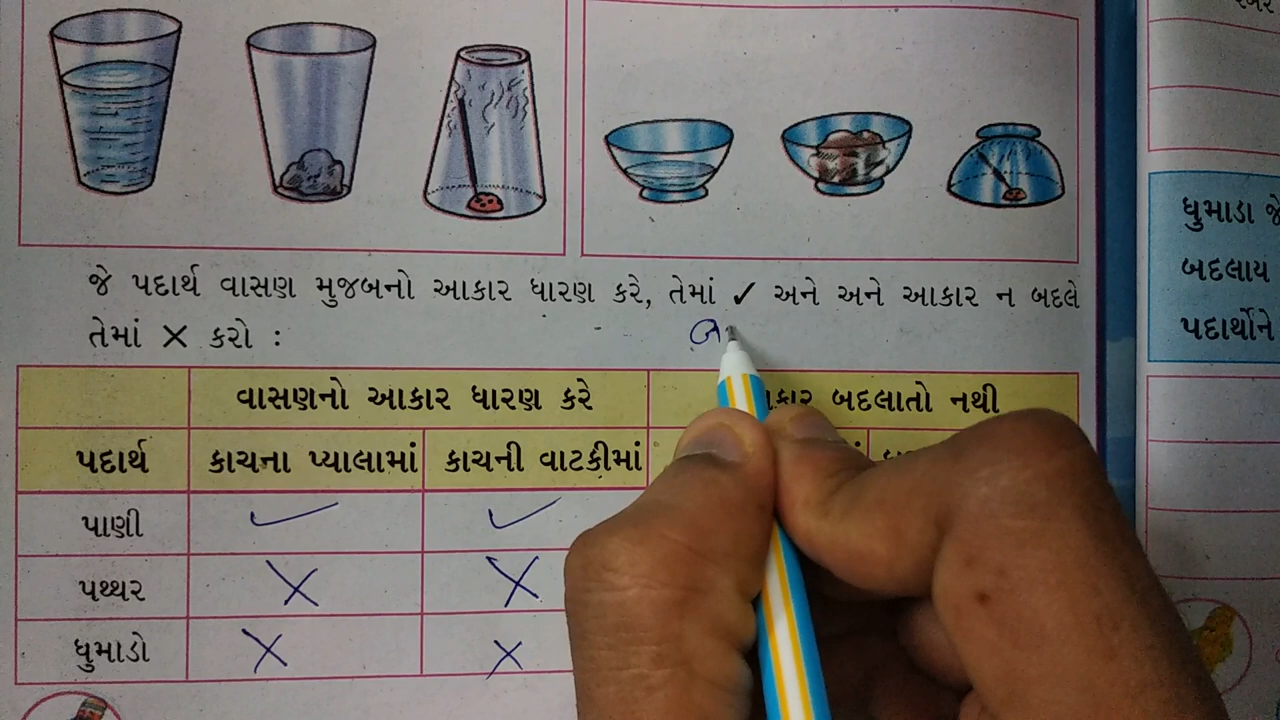 જે પદાર્થ વાસણ મુજબનો આકાર ધારણ કરે, તેમાં ✓ અને અને આકાર ન બદલે
તેમાં X કરો :
વાસણનો આકાર ધારણ કરે
બદલાતો નથી
પદાર્થ કાચના પ્યાલામાં કાચની વાટકીમાં
પાણી ✓ ✓
પથ્થર X X
ધુમાડો X X
ધુમાડા જે
બદલાય
પદાર્થોને